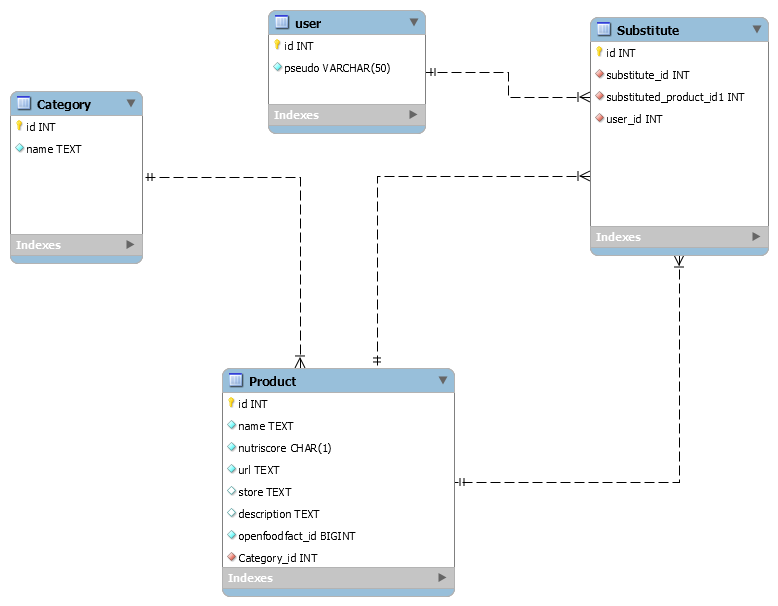 user
id INT
pseudo VARCHAR(50)
Indexes
Substitute
id INT
substitute_id INT
substituted_product_id1 INT
user_id INT
Indexes
Category
id INT
name TEXT
Indexes
Product
id INT
name TEXT
nutriscore CHAR(1)
url TEXT
store TEXT
description TEXT
openfoodfact_id BIGINT
Category_id INT
Indexes